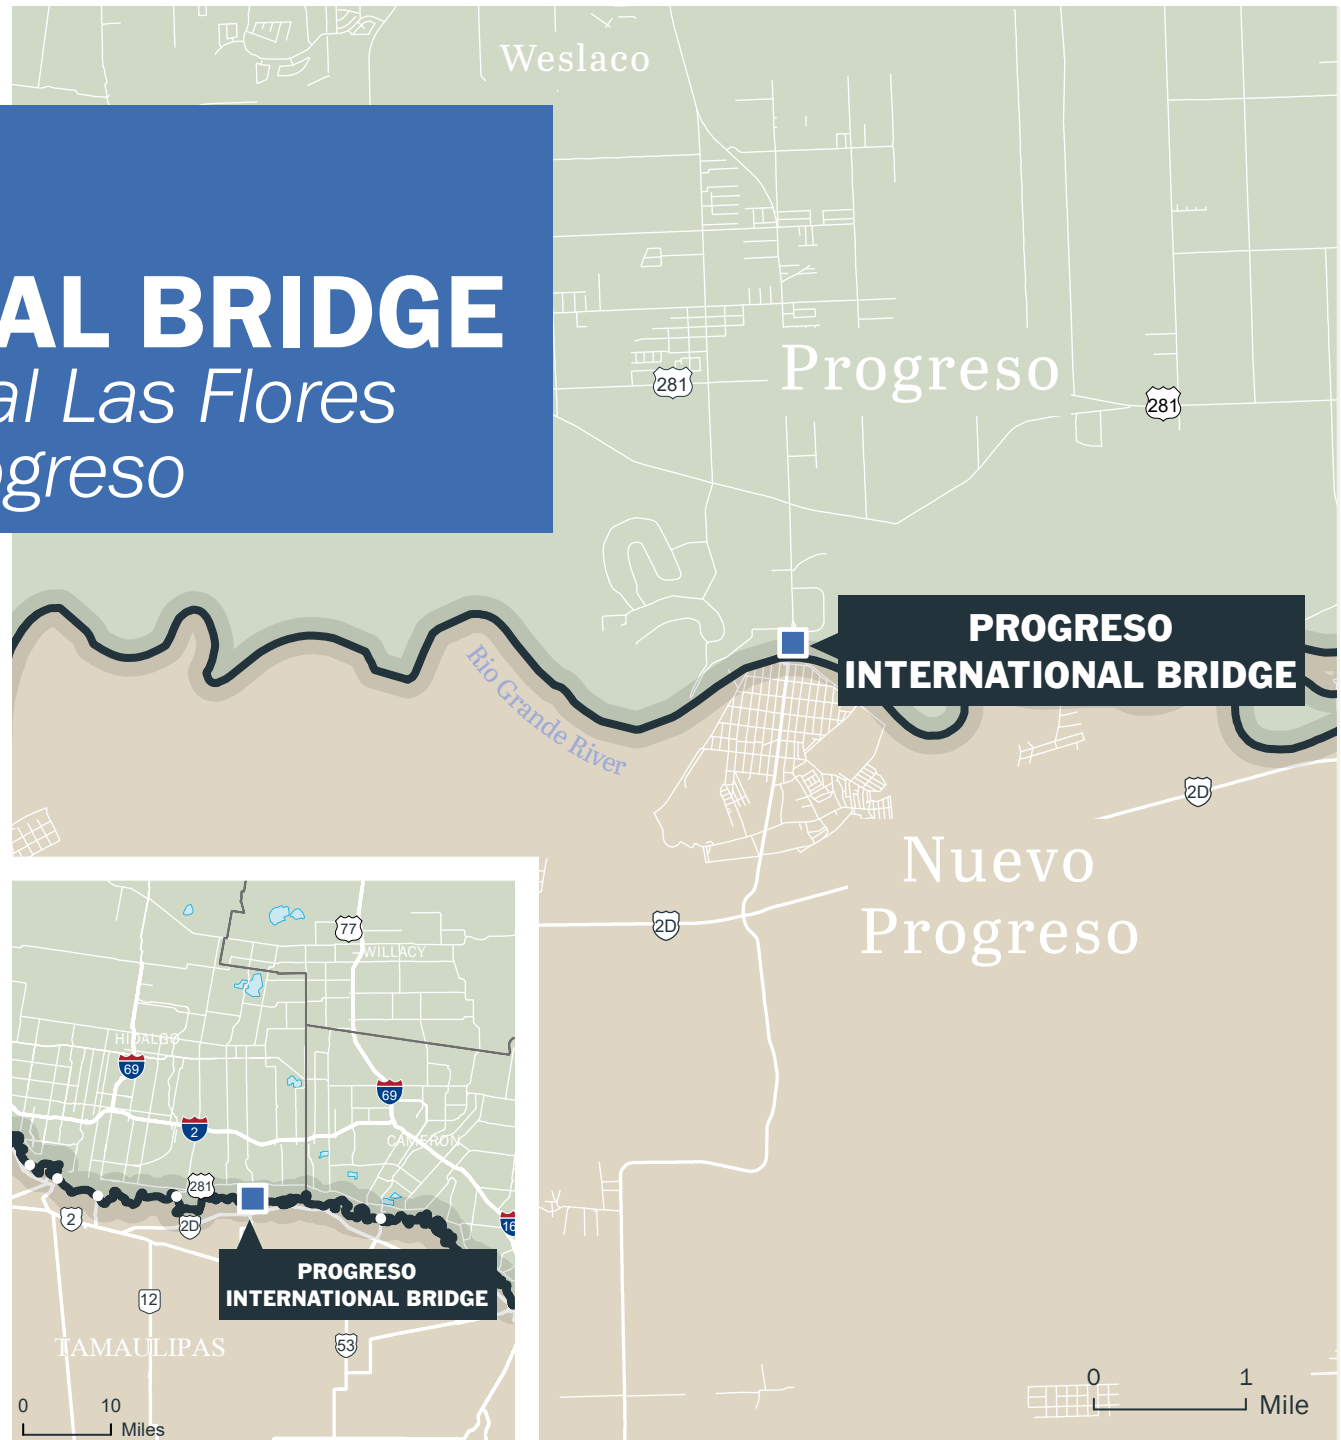 Weslaco
AL BRIDGE
al Las Flores
ogreso
281
Progreso
281
PROGRESO
INTERNATIONAL BRIDGE
Rio Grande River
2D
Nuevo
Progreso
2D
77
WILLACY
HIDALGO
69
69
2
CAMERON
281
2
2D
16
PROGRESO
INTERNATIONAL BRIDGE
12
TAMAULIPAS
53
0 10
Miles
0 1
Mile